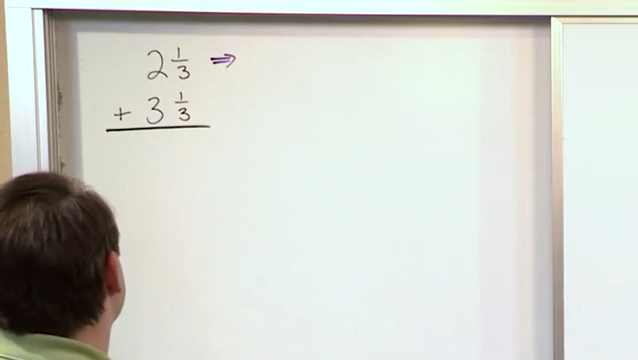 2 1/3 ⇒
+ 3 1/3